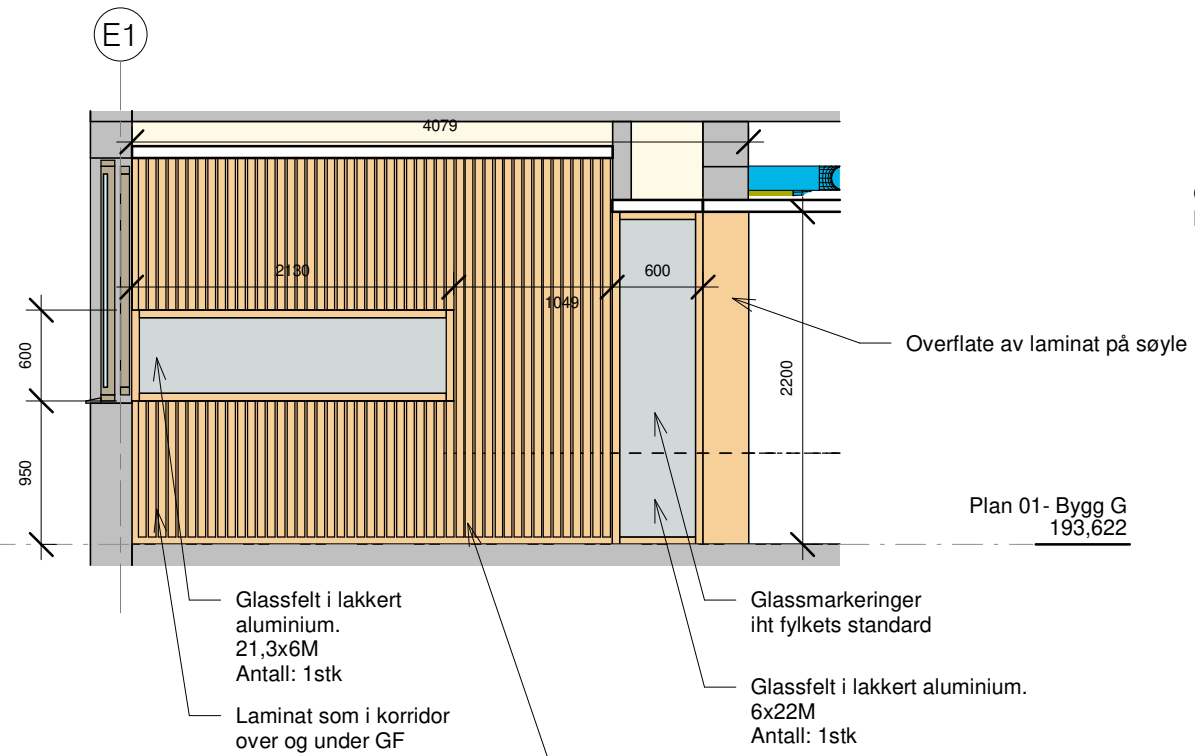 E1
4079
2130
600
1049
600
2200
950
Overflate av laminat på søyle
Plan 01- Bygg G
193,622
Glassfelt i lakkert
aluminium.
21,3x6M
Antall: 1stk
Laminat som i korridor
over og under GF
Glassmarkeringer
iht fylkets standard
Glassfelt i lakkert aluminium.
6x22M
Antall: 1stk